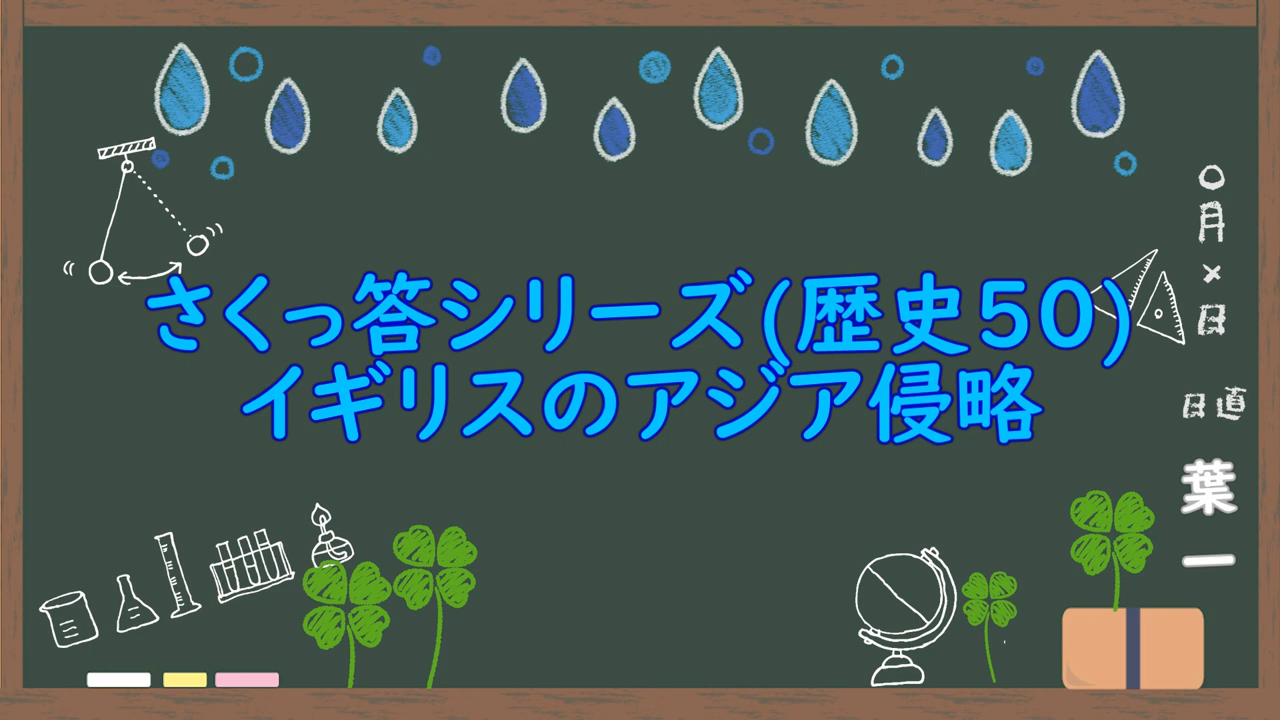 さくっ答シリーズ(歴史50)
イギリスのアジア侵略
〇月×日
日直
葉一